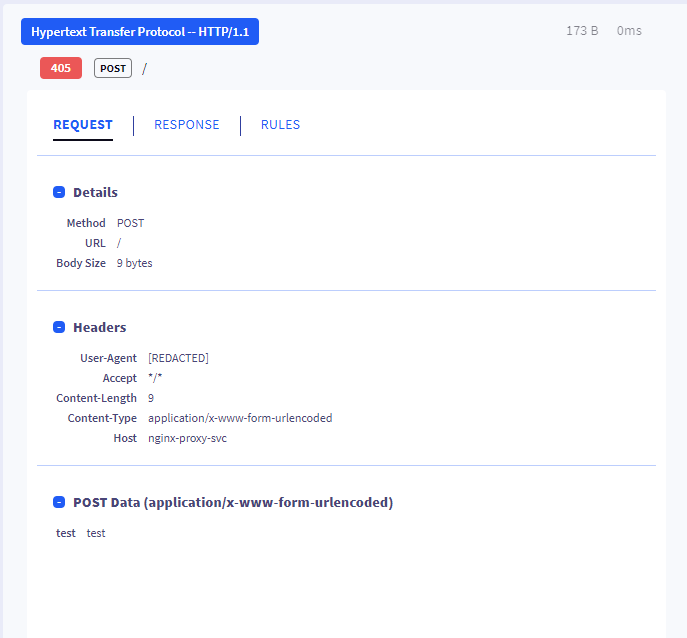 Hypertext Transfer Protocol -- HTTP/1.1 173 B 0ms
405 POST /
REQUEST RESPONSE RULES
- Details
Method POST
URL /
Body Size 9 bytes
- Headers
User-Agent [REDACTED]
Accept */*
Content-Length 9
Content-Type application/x-www-form-urlencoded
Host nginx-proxy-svc
- POST Data (application/x-www-form-urlencoded)
test test